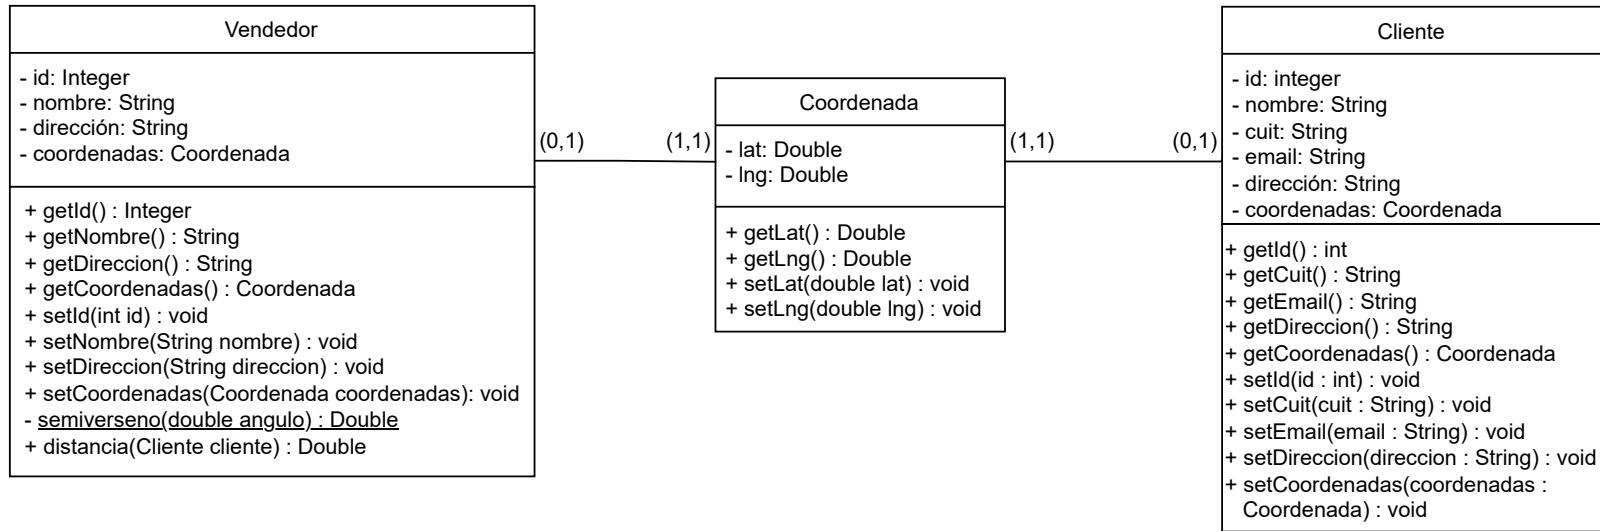 Vendedor
- id: Integer
- nombre: String
- dirección: String
- coordenadas: Coordenada
+ getId() : Integer
+ getNombre() : String
+ getDireccion() : String
+ getCoordenadas() : Coordenada
+ setId(int id) : void
+ setNombre(String nombre) : void
+ setDireccion(String direccion) : void
+ setCoordenadas(Coordenada coordenadas): void
- semiverseno(double angulo) : Double
+ distancia(Cliente cliente) : Double
(0,1)
(1,1)
Coordenada
- lat: Double
- lng: Double
+ getLat() : Double
+ getLng() : Double
+ setLat(double lat) : void
+ setLng(double lng) : void
(1,1)
(0,1)
Cliente
- id: integer
- nombre: String
- cuit: String
- email: String
- dirección: String
- coordenadas: Coordenada
+ getId() : int
+ getCuit() : String
+ getEmail() : String
+ getDireccion() : String
+ getCoordenadas() : Coordenada
+ setId(id : int) : void
+ setCuit(cuit : String) : void
+ setEmail(email : String) : void
+ setDireccion(direccion : String) : void
+ setCoordenadas(coordenadas :
Coordenada) : void